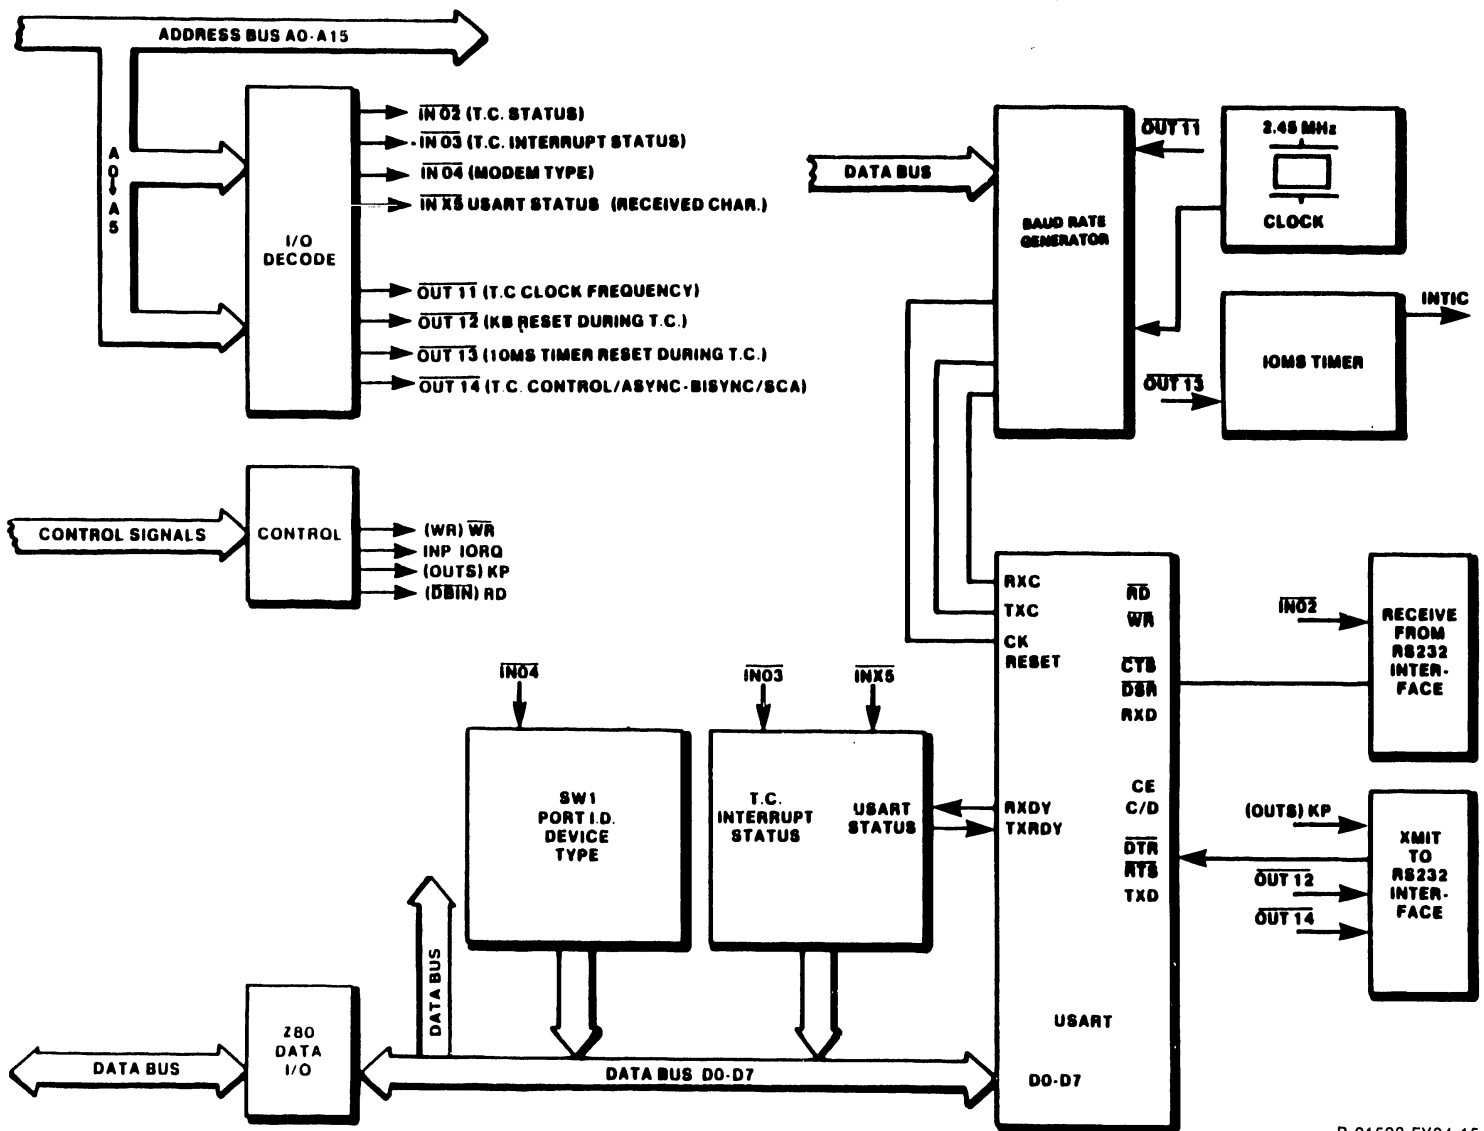 ADDRESS BUS A0-A15
A0→A5
I/O
DECODE
IN 02 (T.C. STATUS)
IN 03 (T.C. INTERRUPT STATUS)
IN 04 (MODEM TYPE)
IN X5 USART STATUS (RECEIVED CHAR.)
OUT 11 (T.C CLOCK FREQUENCY)
OUT 12 (KB RESET DURING T.C.)
OUT 13 (10MS TIMER RESET DURING T.C.)
OUT 14 (T.C. CONTROL/ASYNC-BISYNC/SCA)
DATA BUS
BAUD RATE
GENERATOR
OUT 11
2.45 MHz
CLOCK
INTIC
10MS TIMER
OUT 13
CONTROL SIGNALS
CONTROL
(WR) WR
INP IORQ
(OUTS) KP
(DBIN) RD
IN04
SW1
PORT I.D.
DEVICE
TYPE
IN03
INX5
T.C.
INTERRUPT
STATUS
USART
STATUS
RXC
TXC
CK
RESET
RXDY
TXRDY
RD
WR
CTS
DSR
RXD
CE
C/D
DTR
RTS
TXD
USART
D0-D7
IN02
RECEIVE
FROM
RS232
INTER-
FACE
(OUTS) KP
OUT 12
OUT 14
XMIT
TO
RS232
INTER-
FACE
DATA BUS
DATA BUS
Z80
DATA
I/O
DATA BUS D0-D7